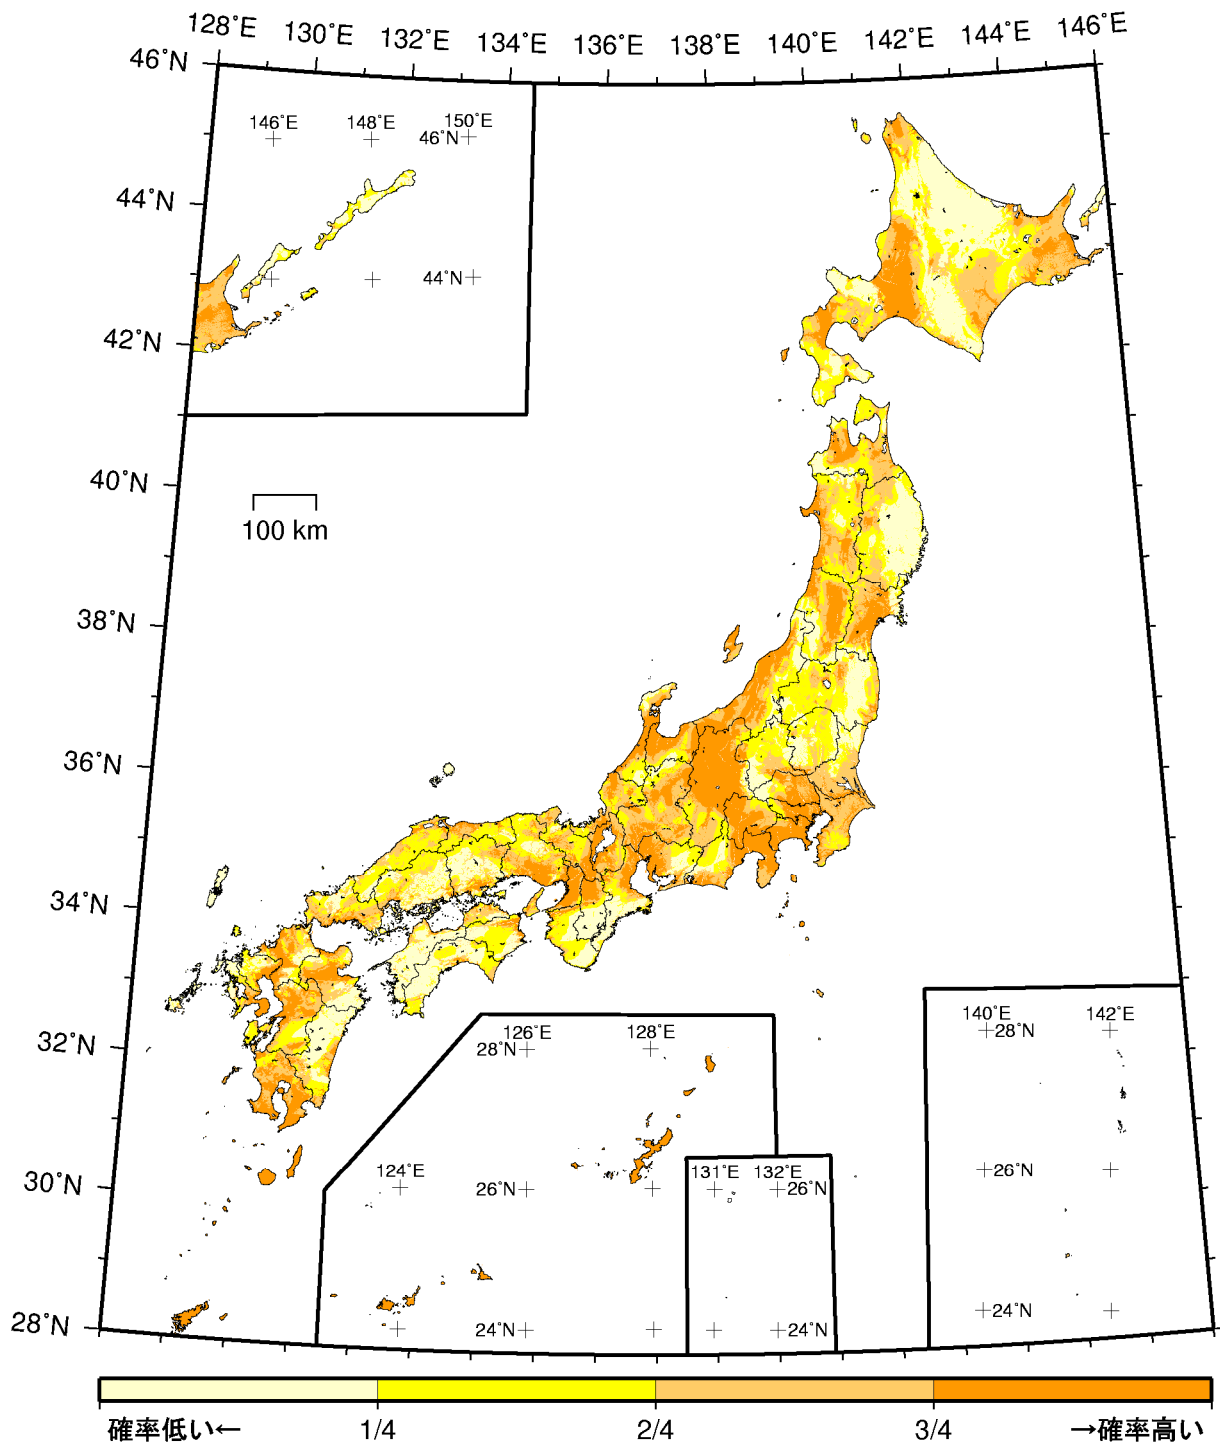 128˚E 130˚E 132˚E 134˚E 136˚E 138˚E 140˚E 142˚E 144˚E 146˚E
46˚N
146˚E 148˚E 150˚E
46˚N
44˚N
44˚N
42˚N
40˚N
100 km
38˚N
36˚N
34˚N
32˚N
140˚E 142˚E
28˚N
126˚E 128˚E
28˚N
124˚E
131˚E 132˚E
30˚N
26˚N
26˚N
26˚N
28˚N
24˚N
24˚N
24˚N
確率低い← 1/4 2/4 3/4 →確率高い